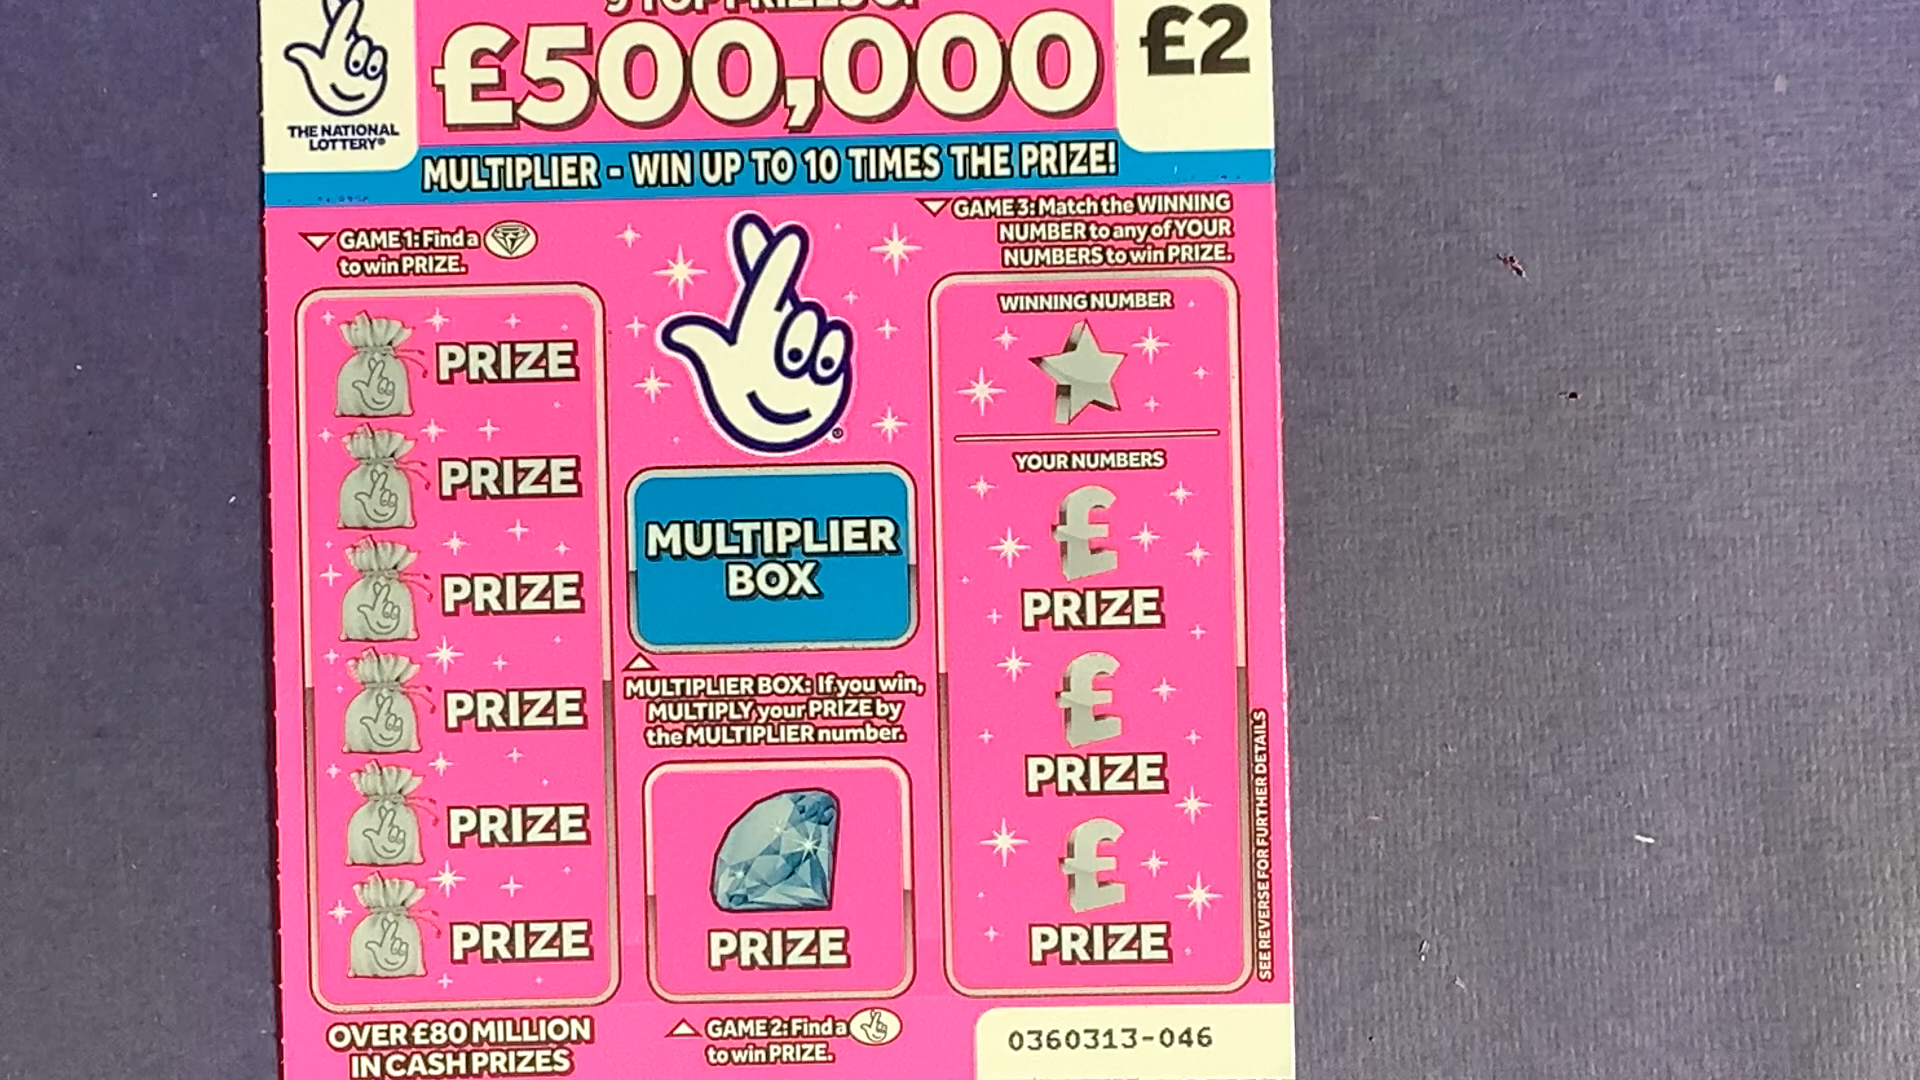 9 TOP PRIZES OF
£500,000
£2
THE NATIONAL
LOTTERY®
MULTIPLIER - WIN UP TO 10 TIMES THE PRIZE!
GAME 1: Find a
to win PRIZE.
PRIZE
PRIZE
PRIZE
PRIZE
PRIZE
PRIZE
OVER £80 MILLION
IN CASH PRIZES
MULTIPLIER
BOX
MULTIPLIER BOX: If you win,
MULTIPLY your PRIZE by
the MULTIPLIER number.
PRIZE
GAME 2: Find a
to win PRIZE.
GAME 3: Match the WINNING
NUMBER to any of YOUR
NUMBERS to win PRIZE.
WINNING NUMBER
YOUR NUMBERS
£
PRIZE
£
PRIZE
£
PRIZE
SEE REVERSE FOR FURTHER DETAILS
0360313-046